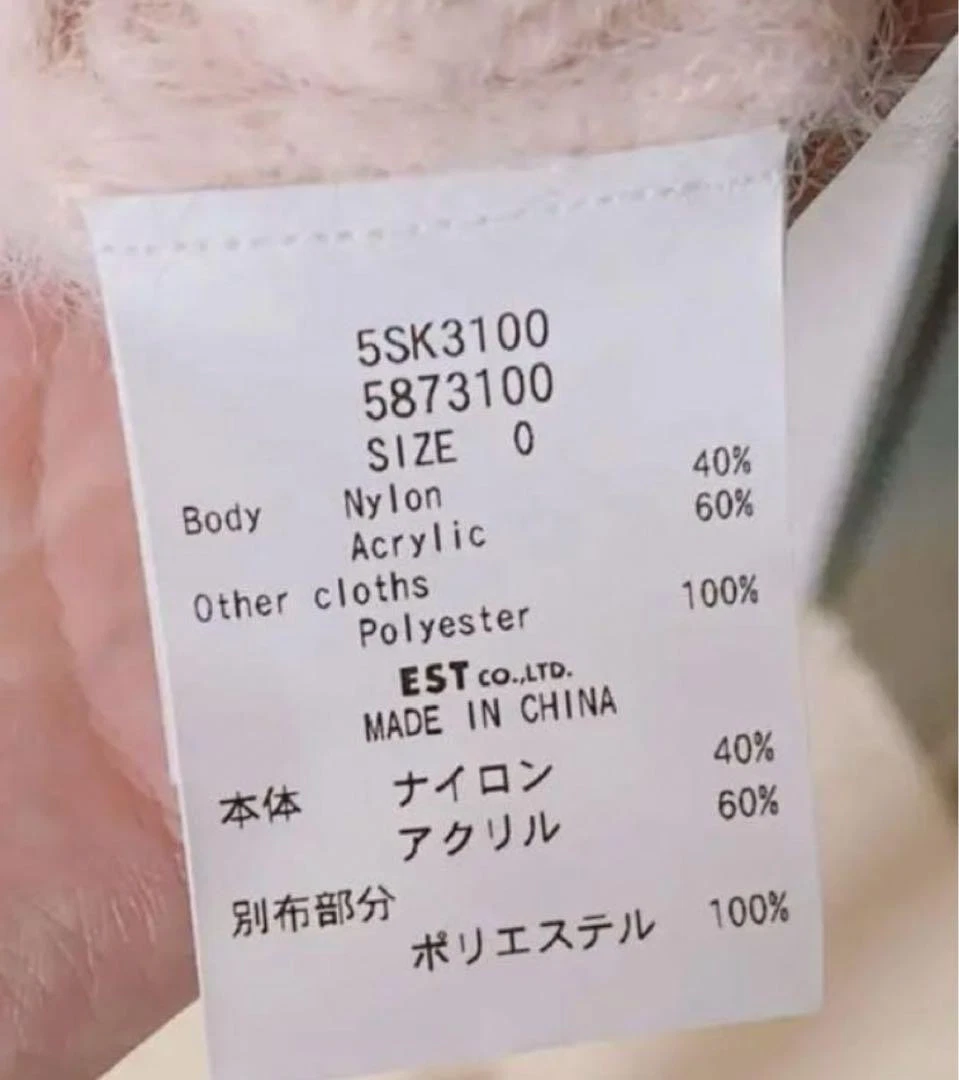 5SK3100
5873100
SIZE 0
Body Nylon 40%
Acrylic 60%
Other cloths
Polyester 100%
EST CO.,LTD.
MADE IN CHINA
本体 ナイロン 40%
アクリル 60%
別布部分
ポリエステル 100%